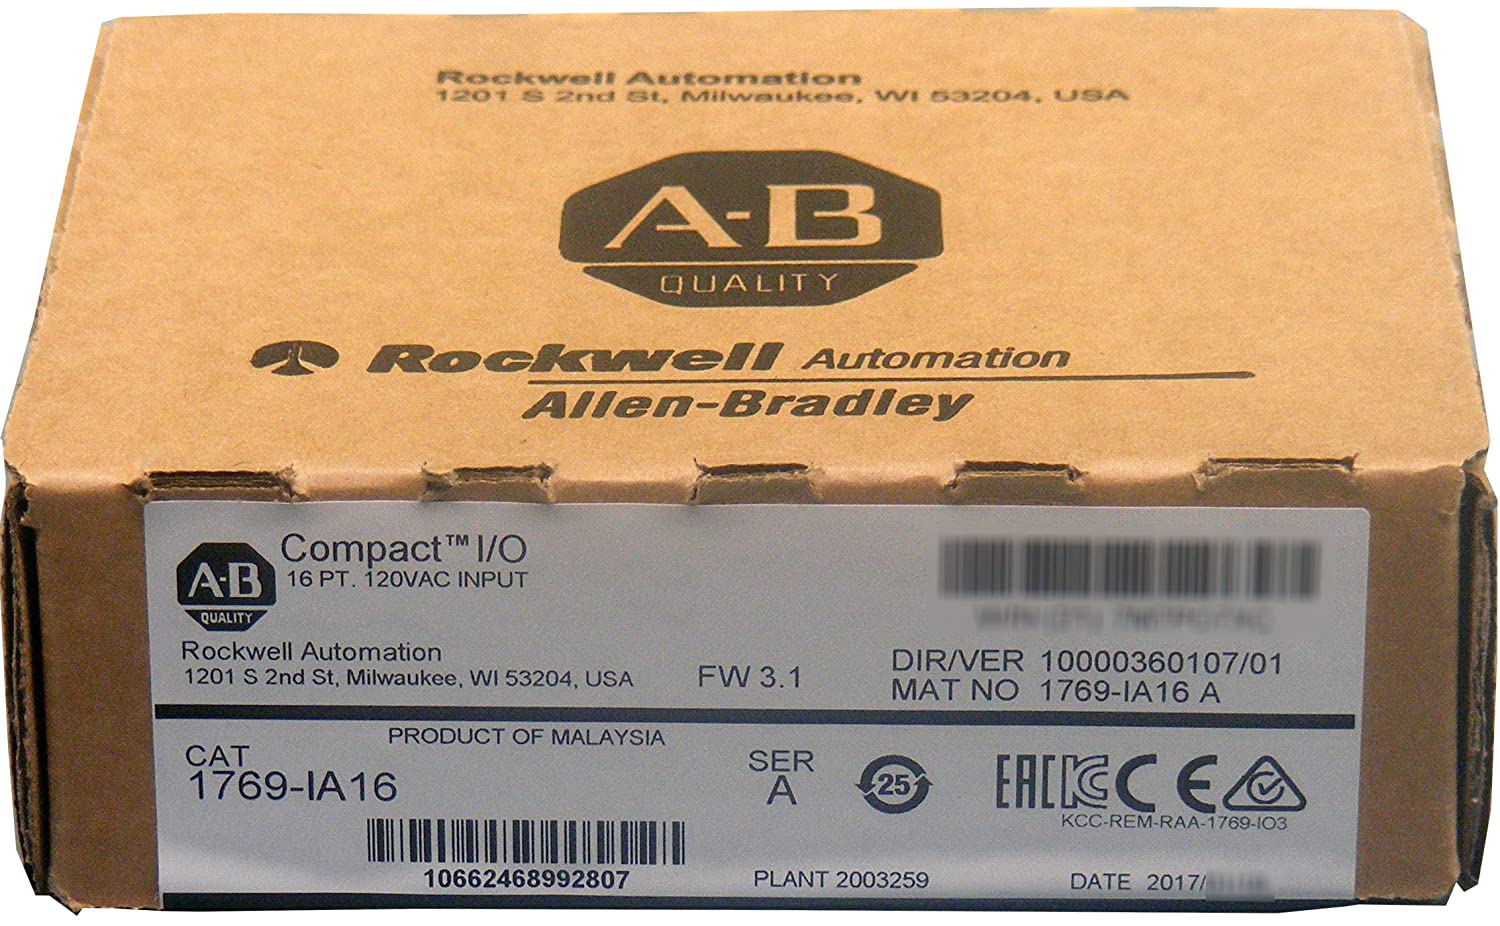 Rockwell Automation
1201 S 2nd St, Milwaukee, WI 53204, USA
A-B
QUALITY
Rockwell Automation
Allen-Bradley
A-B
QUALITY
Compact™ I/O
16 PT. 120VAC INPUT
Rockwell Automation
1201 S 2nd St, Milwaukee, WI 53204, USA
FW 3.1
DIR/VER 10000360107/01
MAT NO 1769-IA16 A
PRODUCT OF MALAYSIA
CAT
1769-IA16
SER
A
25
EAC KC CE
KCC-REM-RAA-1769-IO3
10662468992807
PLANT 2003259
DATE 2017/